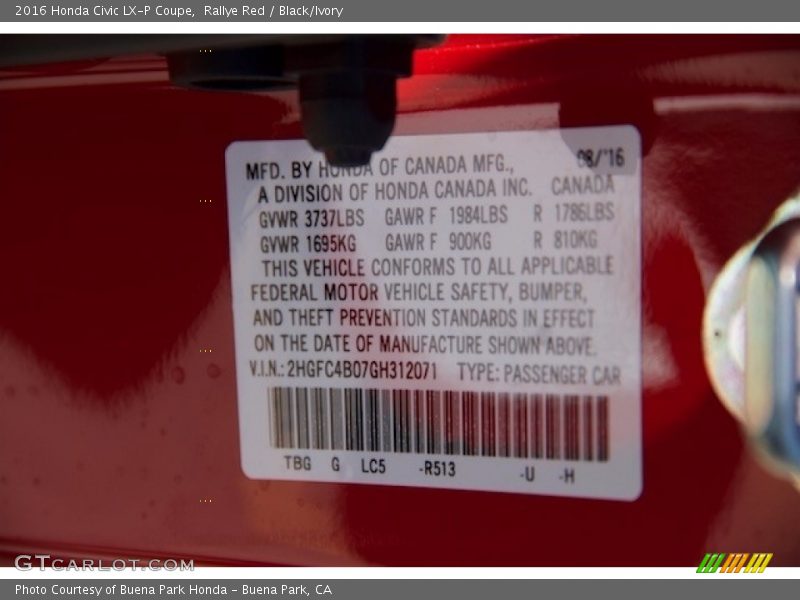 2016 Honda Civic LX-P Coupe, Rallye Red / Black/Ivory
MFD. BY HONDA OF CANADA MFG., 08/'16
A DIVISION OF HONDA CANADA INC. CANADA
GVWR 3737LBS GAWR F 1984LBS R 1786LBS
GVWR 1695KG GAWR F 900KG R 810KG
THIS VEHICLE CONFORMS TO ALL APPLICABLE
FEDERAL MOTOR VEHICLE SAFETY, BUMPER,
AND THEFT PREVENTION STANDARDS IN EFFECT
ON THE DATE OF MANUFACTURE SHOWN ABOVE.
V.I.N.: 2HGFC4B07GH312071 TYPE: PASSENGER CAR
TBG G LC5 -R513 -U -H
GTCARLOT.COM
Photo Courtesy of Buena Park Honda - Buena Park, CA